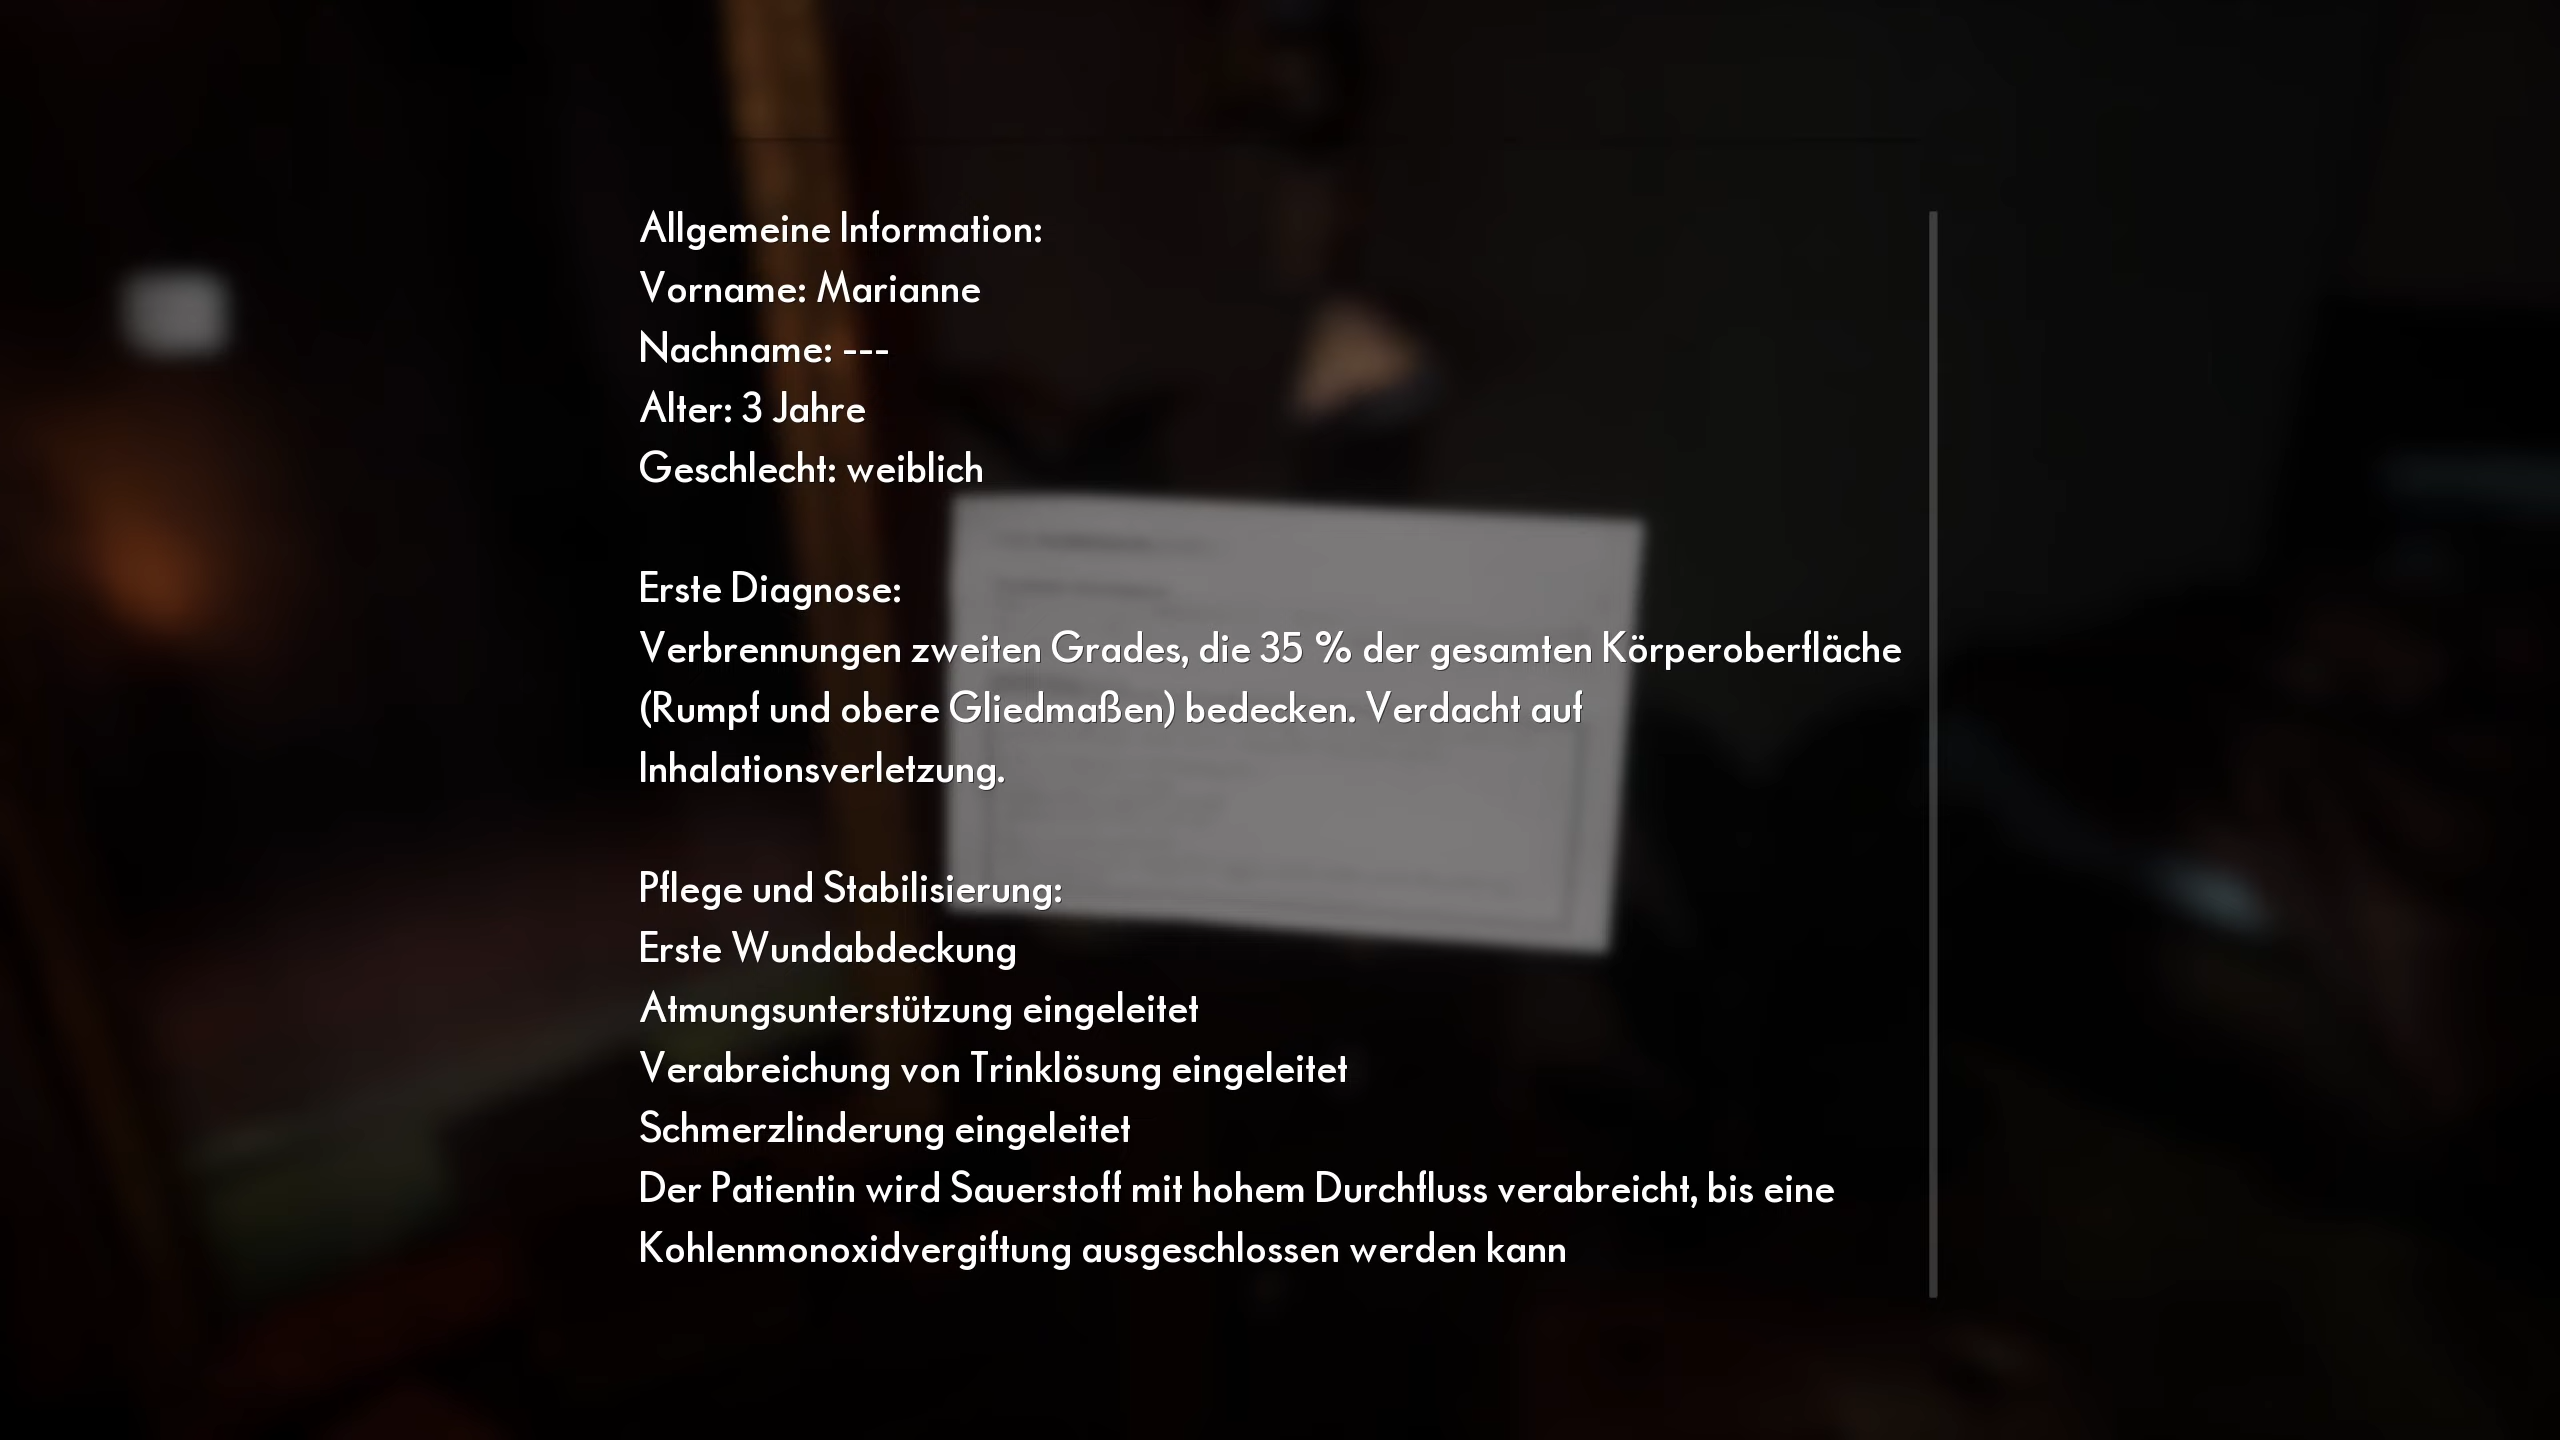 Allgemeine Information:
Vorname: Marianne
Nachname: ---
Alter: 3 Jahre
Geschlecht: weiblich
Erste Diagnose:
Verbrennungen zweiten Grades, die 35 % der gesamten Körperoberfläche
(Rumpf und obere Gliedmaßen) bedecken. Verdacht auf
Inhalationsverletzung.
Pflege und Stabilisierung:
Erste Wundabdeckung
Atmungsunterstützung eingeleitet
Verabreichung von Trinklösung eingeleitet
Schmerzlinderung eingeleitet
Der Patientin wird Sauerstoff mit hohem Durchfluss verabreicht, bis eine
Kohlenmonoxidvergiftung ausgeschlossen werden kann